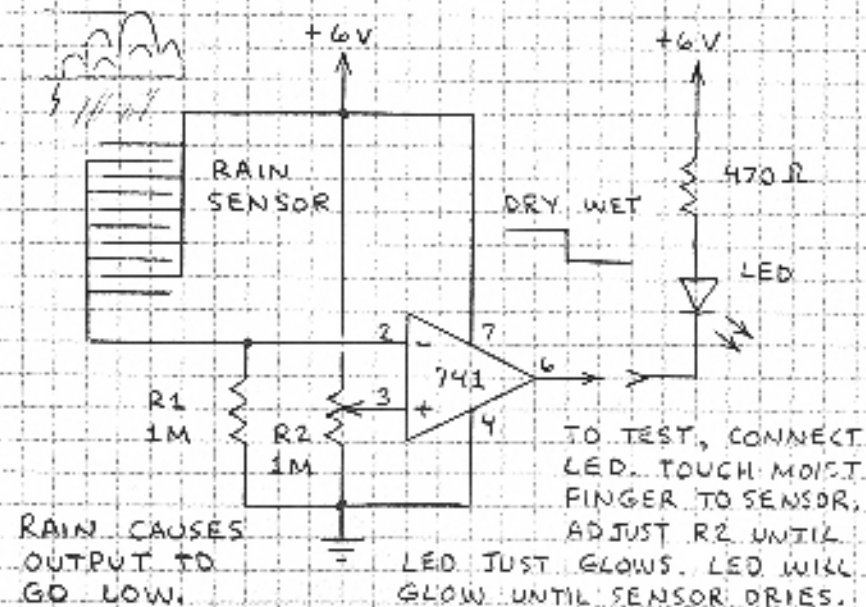 +6V
+6V
RAIN
SENSOR
470Ω
DRY WET
LED
2
-
7
741
6
3
+
4
R1
1M
R2
1M
TO TEST, CONNECT
LED. TOUCH MOIST
FINGER TO SENSOR.
ADJUST R2 UNTIL
LED JUST GLOWS. LED WILL
GLOW UNTIL SENSOR DRIES.
RAIN CAUSES
OUTPUT TO
GO LOW.